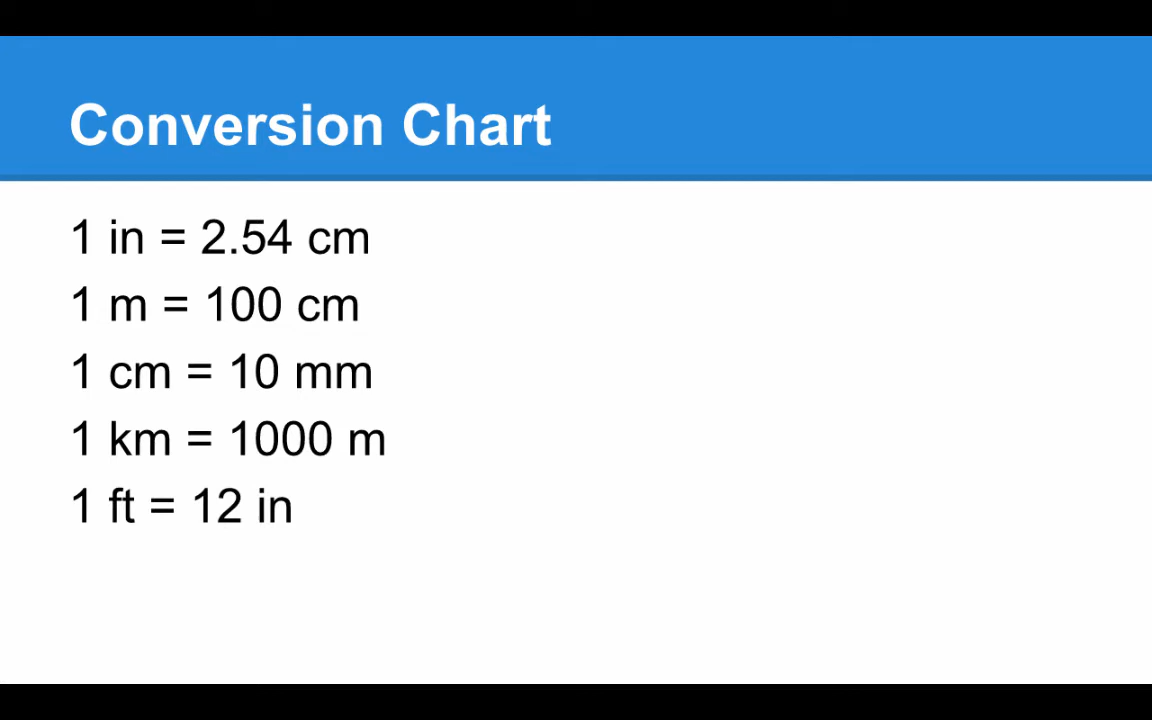 Conversion Chart
1 in = 2.54 cm
1 m = 100 cm
1 cm = 10 mm
1 km = 1000 m
1 ft = 12 in